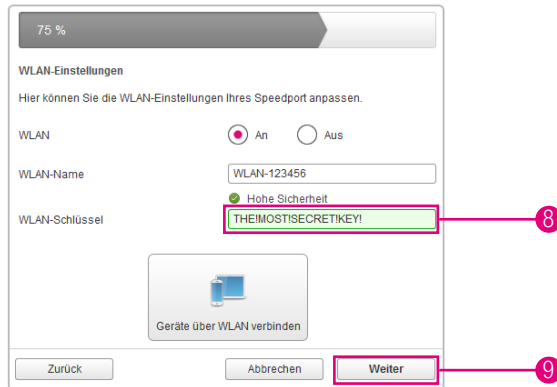 75 %
WLAN-Einstellungen
Hier können Sie die WLAN-Einstellungen Ihres Speedport anpassen.
WLAN An Aus
WLAN-Name WLAN-123456
Hohe Sicherheit
WLAN-Schlüssel THE!MOST!SECRET!KEY! 8
Geräte über WLAN verbinden
Zurück Abbrechen Weiter 9